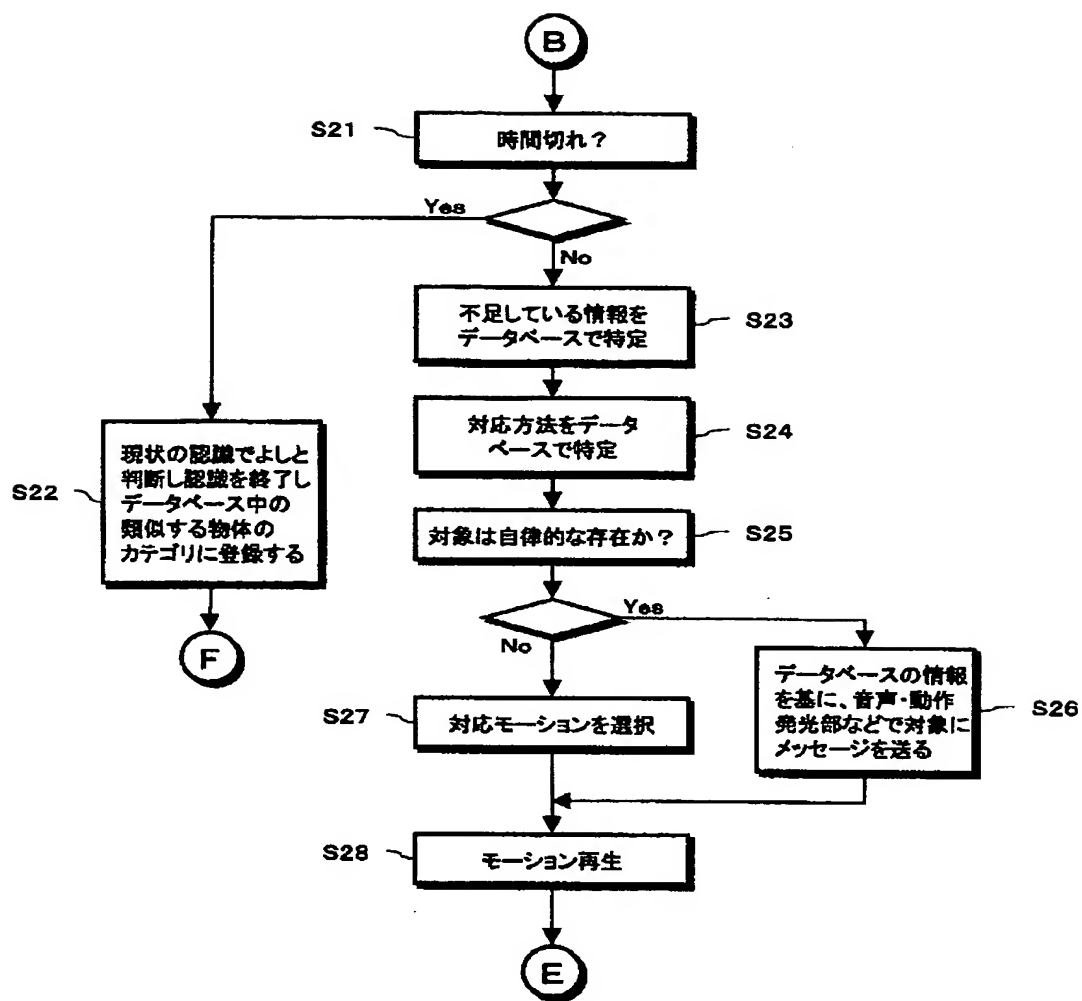 B
S21
時間切れ?
Yes
No
不足している情報を
データベースで特定
S23
対応方法をデータ
ベースで特定
S24
S22
現状の認識でよしと
判断し認識を終了し
データベース中の
類似する物体の
カテゴリに登録する
F
対象は自律的な存在か?
S25
Yes
No
データベースの情報
を基に、音声・動作
発光部などで対象に
メッセージを送る
S26
S27
対応モーションを選択
S28
モーション再生
E